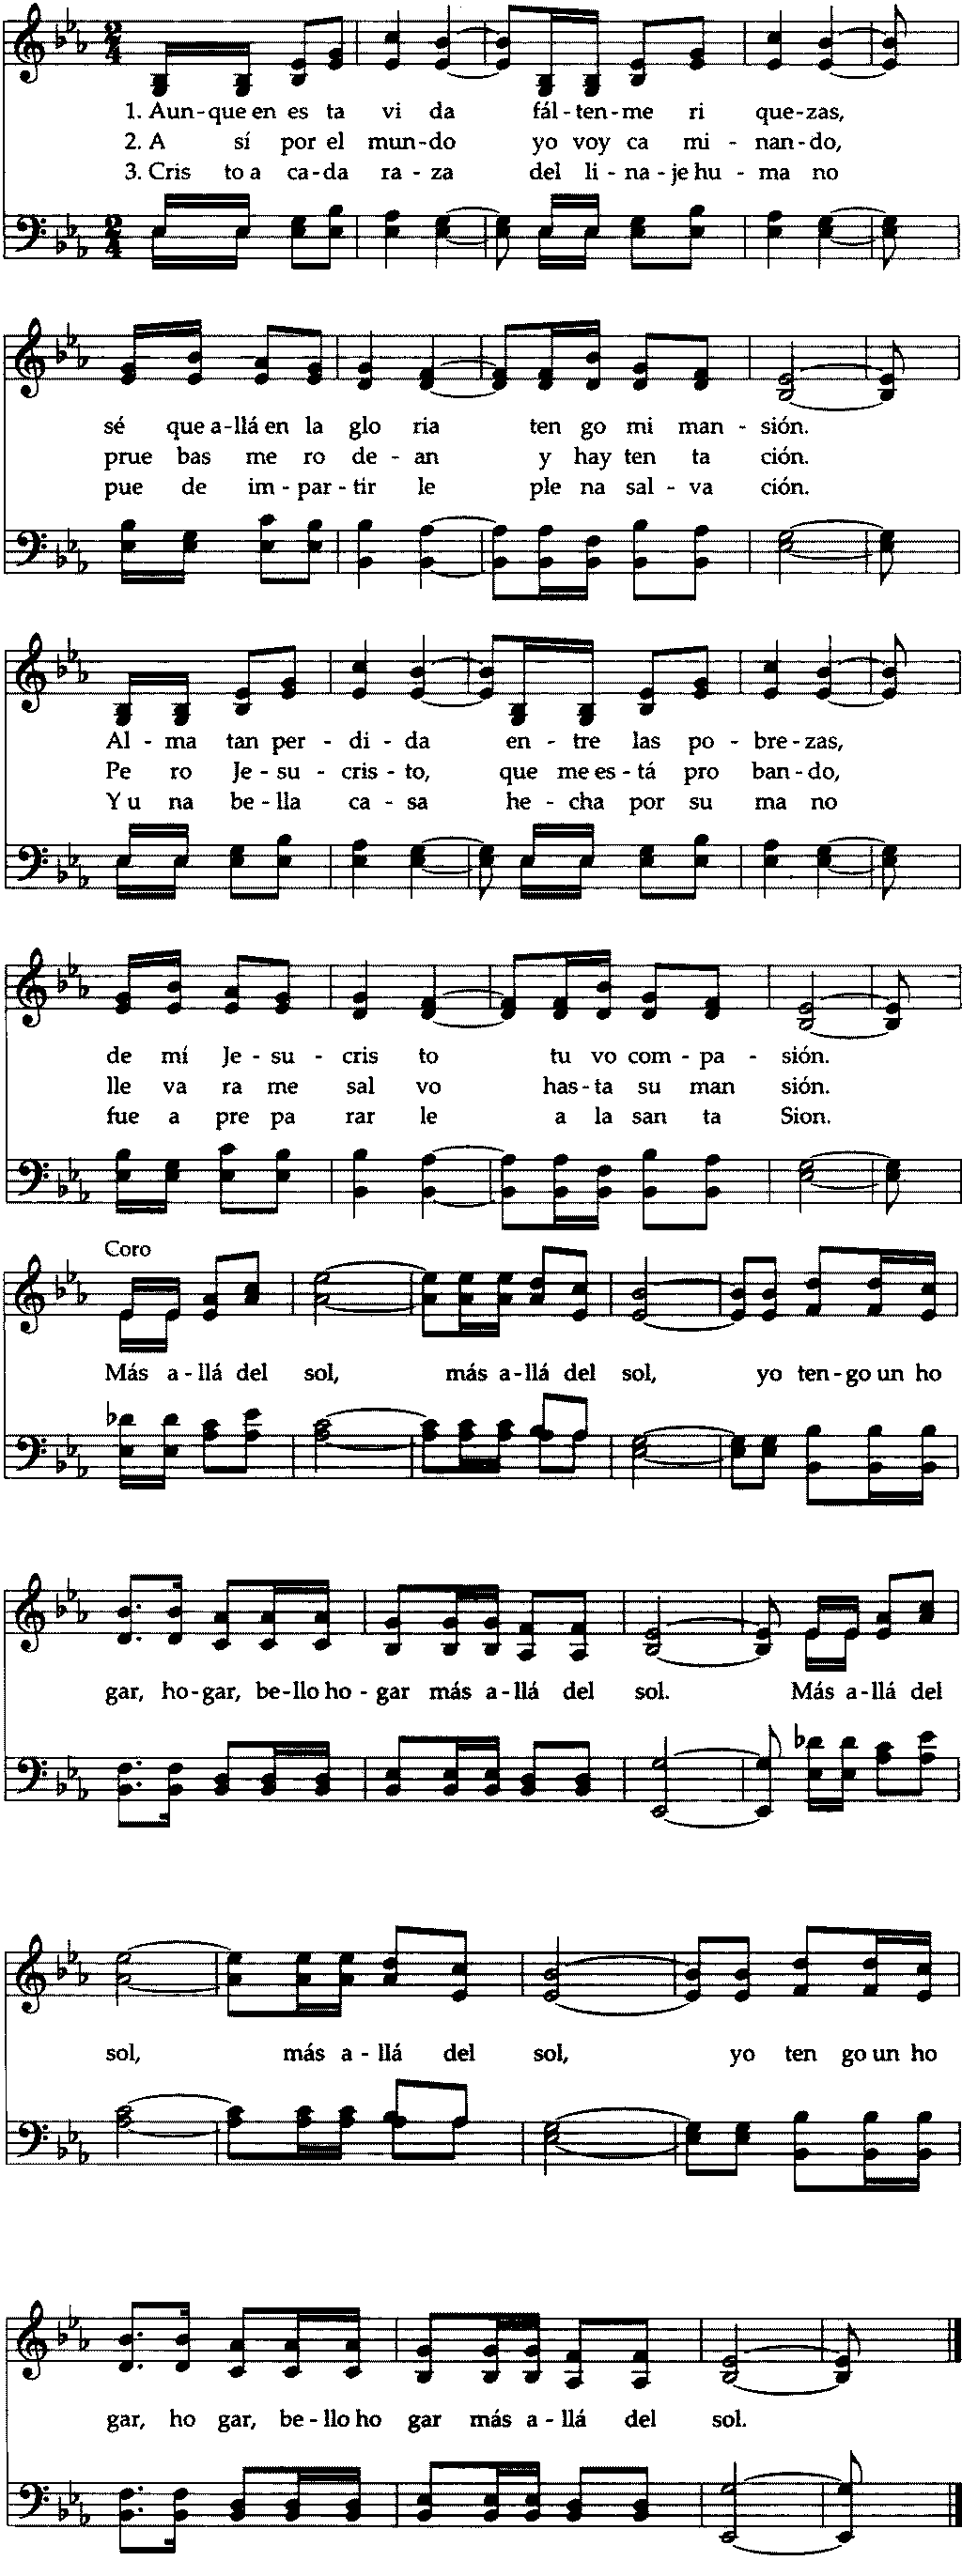 1. Aun-que en es ta vi da fál-ten-me ri que-zas,
2. A sí por el mun-do yo voy ca mi-nan-do,
3. Cris to a ca-da ra-za del li-na-je hu-ma no
sé que a-llá en la glo ria ten go mi man-sión.
prue bas me ro de-an y hay ten ta ción.
pue de im-par-tir le ple na sal-va ción.
Al-ma tan per-di-da en-tre las po-bre-zas,
Pe ro Je-su-cris-to, que me es-tá pro ban-do,
Y u na be-lla ca-sa he-cha por su ma no
de mí Je-su-cris to tu vo com-pa-sión.
lle va ra me sal vo has-ta su man sión.
fue a pre pa rar le a la san ta Sion.
Coro
Más a-llá del sol, más a-llá del sol, yo ten-go un ho
gar, ho-gar, be-llo ho-gar más a-llá del sol. Más a-llá del
sol, más a-llá del sol, yo ten go un ho
gar, ho gar, be-llo ho gar más a-llá del sol.